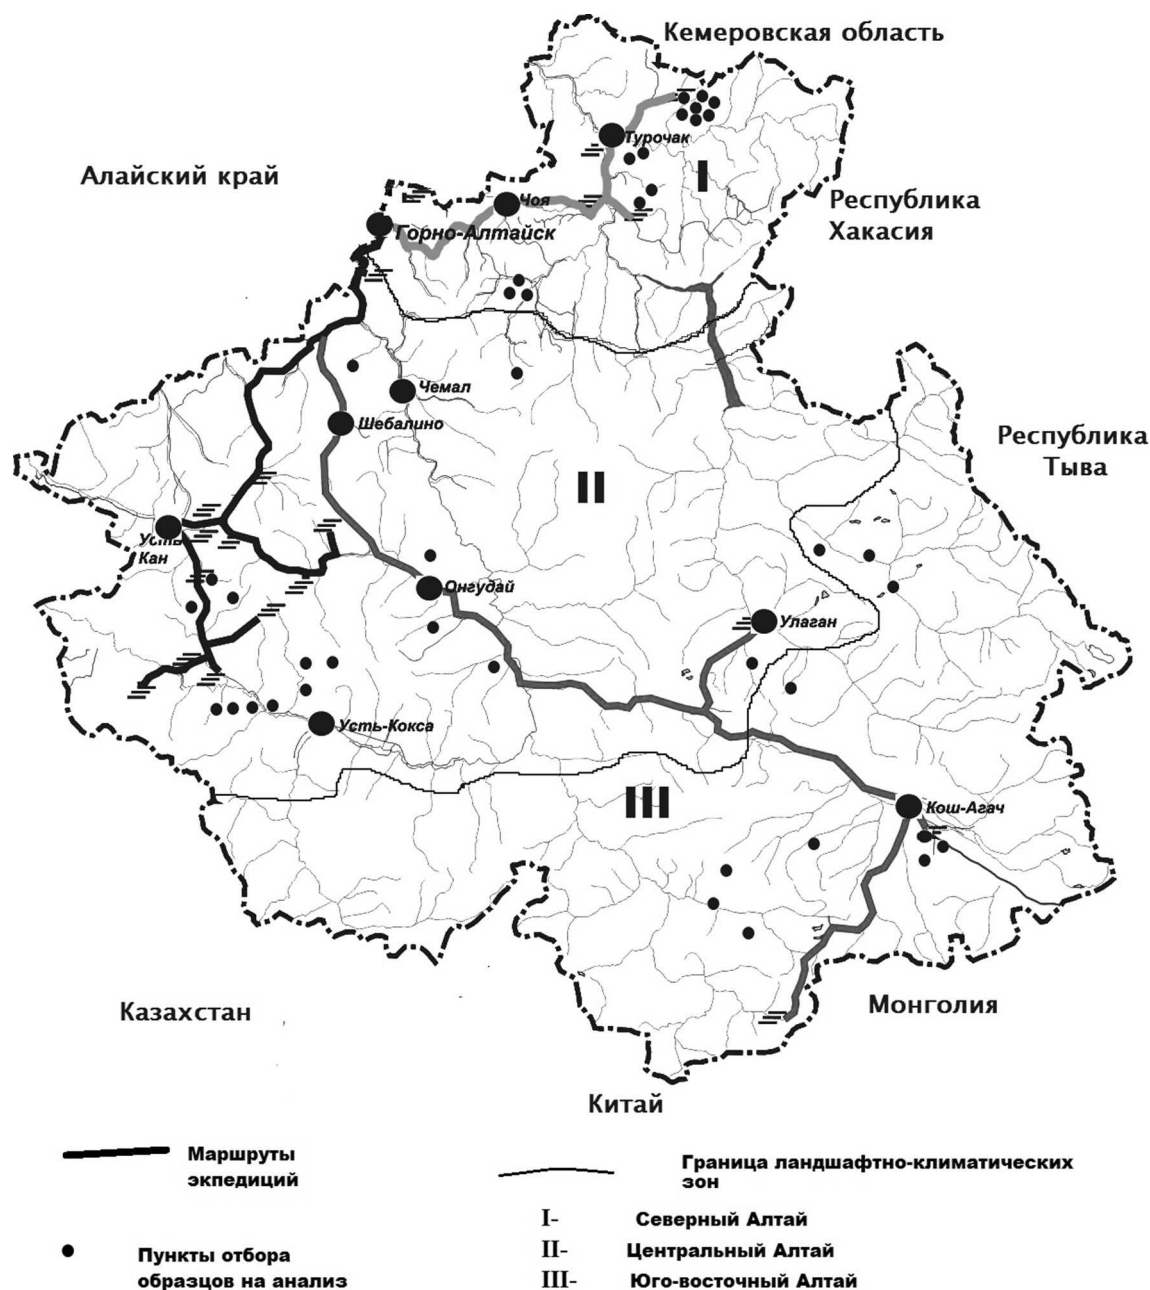 Кемеровская область
Турочак
Алайский край
I
Чоя
Республика
Хакасия
Горно-Алтайск
Чемал
Шебалино
Республика
Тыва
II
Усть
Кан
Онгудай
Улаган
Усть-Кокса
III
Кош-Агач
Казахстан
Монголия
Китай
Маршруты
экпедиций
Граница ландшафтно-климатических
зон
I- Северный Алтай
Пункты отбора
образцов на анализ
II- Центральный Алтай
III- Юго-восточный Алтай